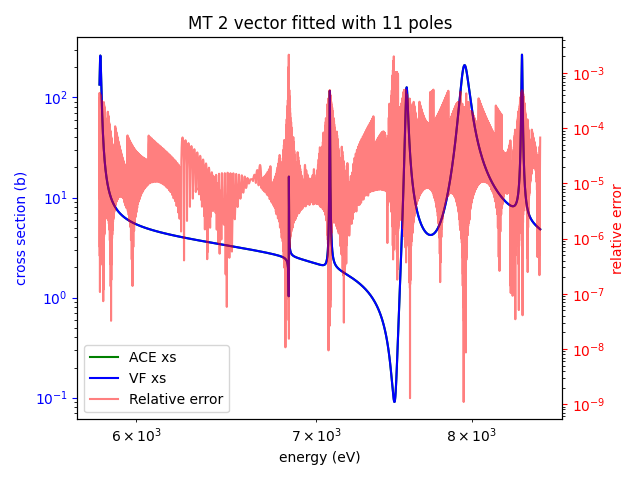 MT 2 vector fitted with 11 poles
cross section (b)
10²
10¹
10⁰
10⁻¹
10⁻³
10⁻⁴
10⁻⁵
10⁻⁶
10⁻⁷
10⁻⁸
10⁻⁹
relative error
ACE xs
VF xs
Relative error
6 × 10³ 7 × 10³ 8 × 10³
energy (eV)